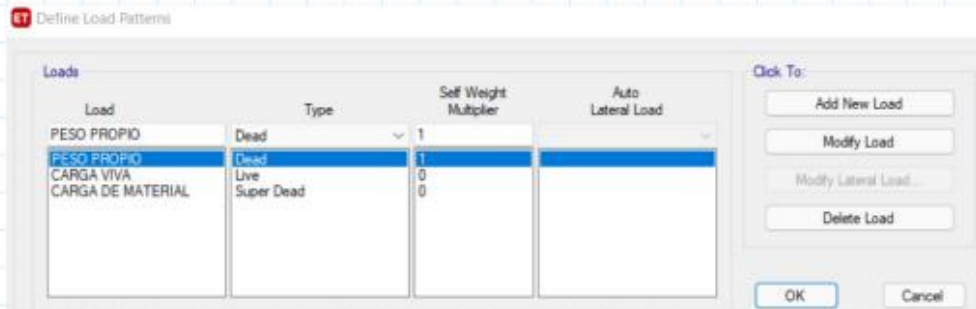 ET Define Load Patterns
Loads
Click To:
Load Type Self Weight Multiplier Auto Lateral Load
PESO PROPIO Dead 1
PESO PROPIO Dead 1
CARGA VIVA Live 0
CARGA DE MATERIAL Super Dead 0
Add New Load
Modify Load
Modify Lateral Load...
Delete Load
OK Cancel